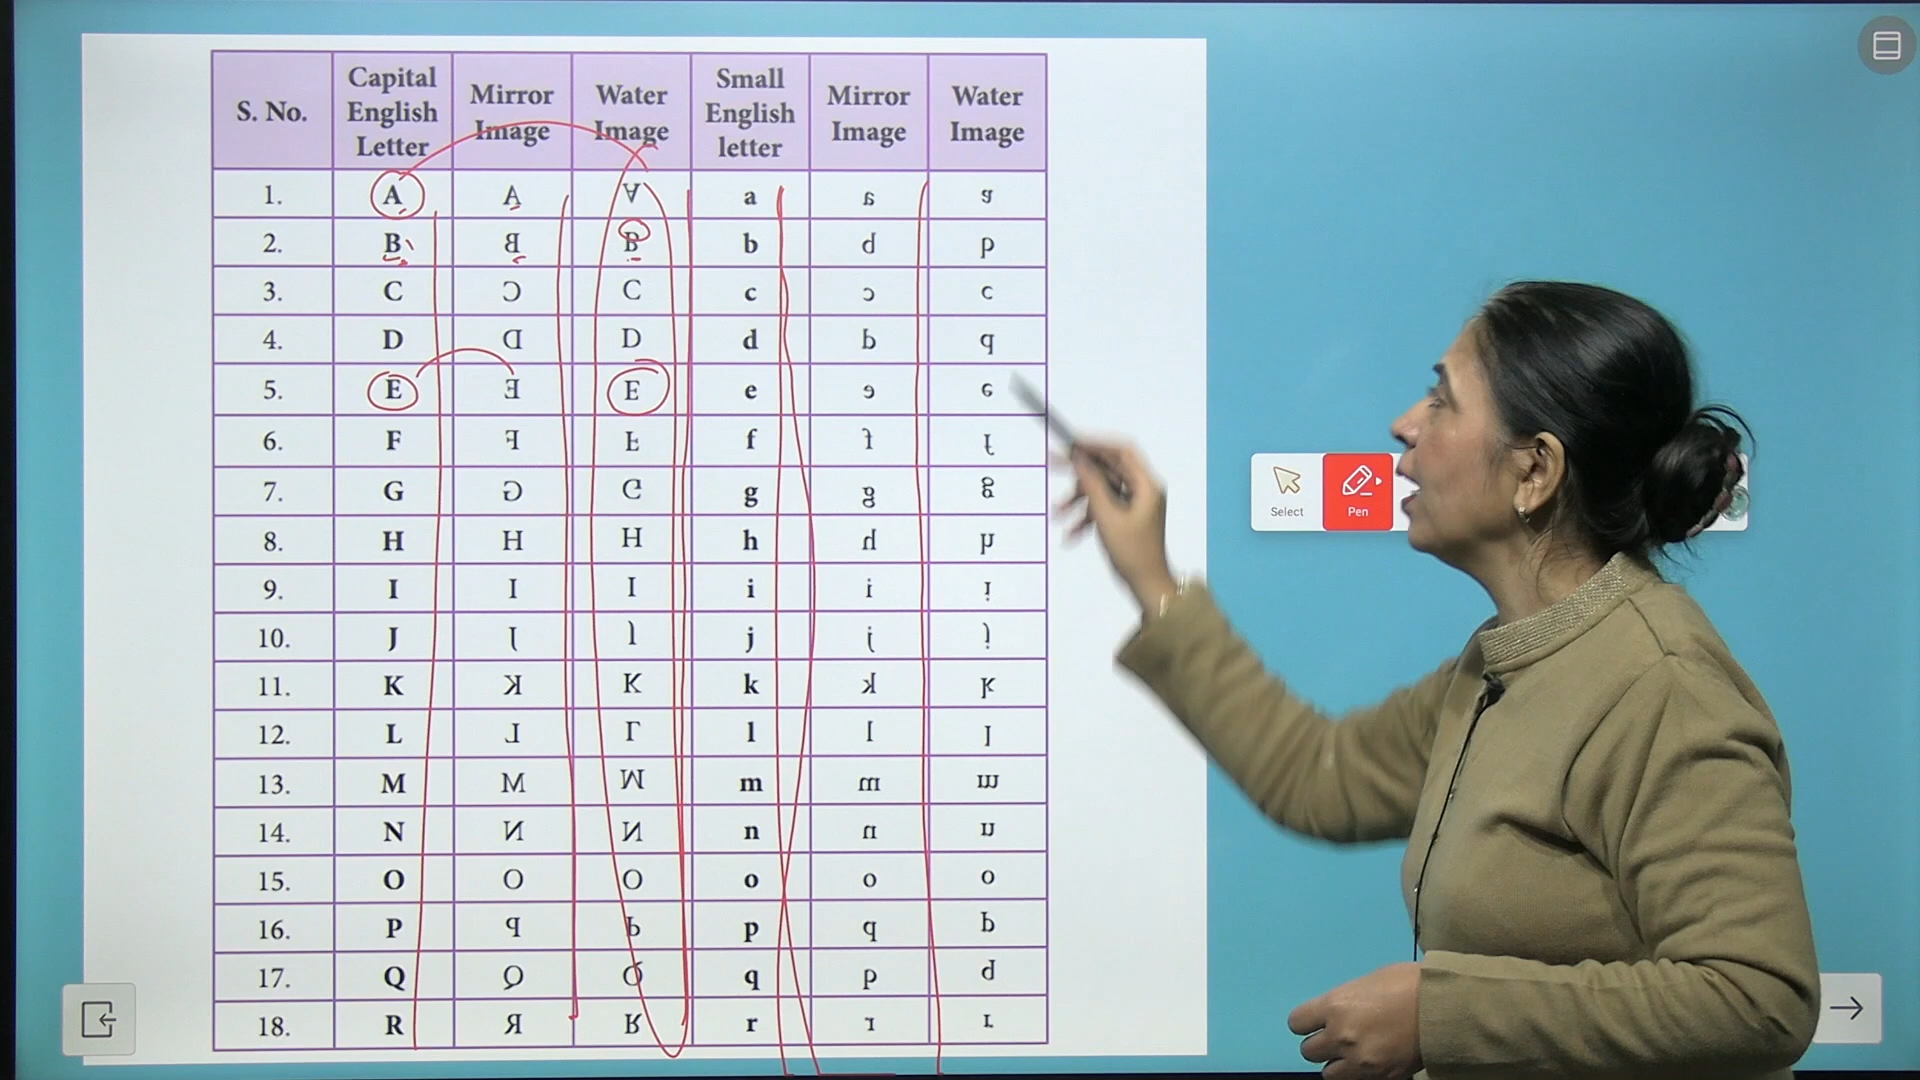 S. No. Capital English Letter Mirror Image Water Image Small English letter Mirror Image Water Image
1. A A ∀ a
2. B B b
3. C Ɔ C c ɔ c
4. D D d b q
5. E Ǝ E e ɘ
6. F f
7. G g
8. H H H h
9. I I I i i
10. J j
11. K K k
12. L Γ l l l
13. M M m m
14. N И И n
15. O O O o o o
16. P p q b
17. Q q p d
18. R Я r
Select
Pen